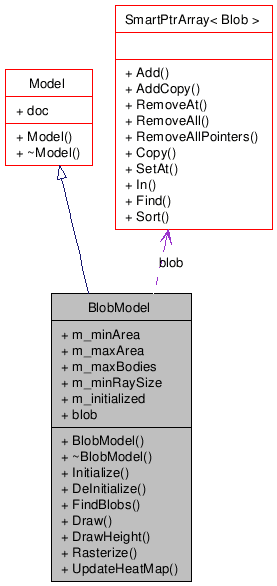 SmartPtrArray< Blob >
+ Add()
+ AddCopy()
+ RemoveAt()
+ RemoveAll()
+ RemoveAllPointers()
+ Copy()
+ SetAt()
+ In()
+ Find()
+ Sort()
Model
+ doc
+ Model()
+ ~Model()
blob
BlobModel
+ m_minArea
+ m_maxArea
+ m_maxBodies
+ m_minRaySize
+ m_initialized
+ blob
+ BlobModel()
+ ~BlobModel()
+ Initialize()
+ DeInitialize()
+ FindBlobs()
+ Draw()
+ DrawHeight()
+ Rasterize()
+ UpdateHeatMap()